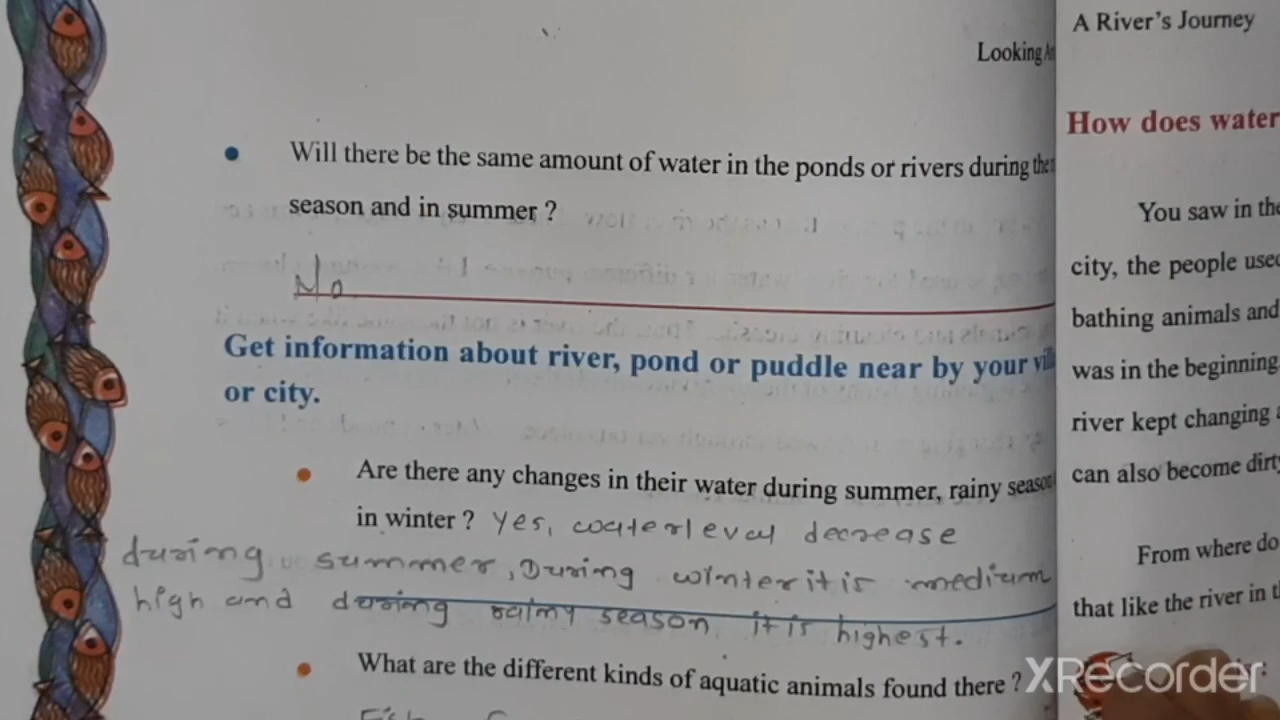 Looking
Will there be the same amount of water in the ponds or rivers during the
season and in summer ?
No
Get information about river, pond or puddle near by your
or city.
Are there any changes in their water during summer, rainy season
in winter ? Yes, waterleval decrease
during summer, During winter it is medium
high and during rainy season it is highest.
What are the different kinds of aquatic animals found there ?
A River's Journey
How does water
You saw in the
city, the people used
bathing animals and
was in the beginning.
river kept changing
can also become dirty
From where do
that like the river in
XRecorder